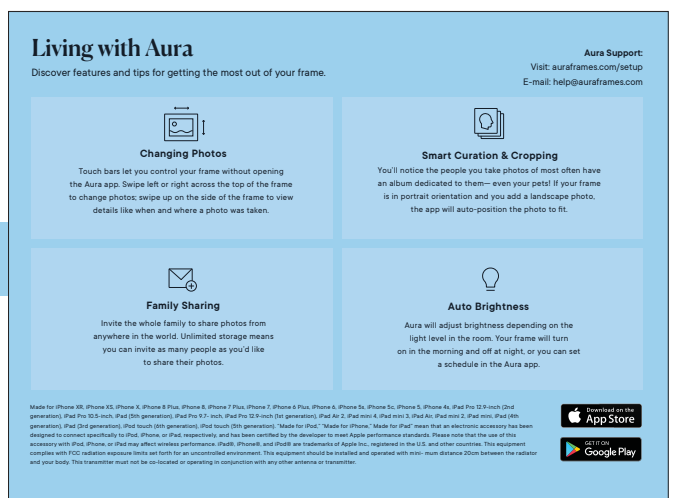 Living with Aura
Discover features and tips for getting the most out of your frame.
Aura Support:
Visit: auraframes.com/setup
E-mail: help@auraframes.com
Changing Photos
Touch bars let you control your frame without opening
the Aura app. Swipe left or right across the top of the frame
to change photos; swipe up on the side of the frame to view
details like when and where a photo was taken.
Smart Curation & Cropping
You'll notice the people you take photos of most often have
an album dedicated to them— even your pets! If your frame
is in portrait orientation and you add a landscape photo,
the app will auto-position the photo to fit.
Family Sharing
Invite the whole family to share photos from
anywhere in the world. Unlimited storage means
you can invite as many people as you'd like
to share their photos.
Auto Brightness
Aura will adjust brightness depending on the
light level in the room. Your frame will turn
on in the morning and off at night, or you can set
a schedule in the Aura app.
Made for iPhone XR, iPhone XS, iPhone X, iPhone 8 Plus, iPhone 8, iPhone 7 Plus, iPhone 7, iPhone 6 Plus, iPhone 6, iPhone 5s, iPhone 5c, iPhone 5, iPhone 4s, iPad Pro 12.9-inch (2nd
generation), iPad Pro 10.5-inch, iPad (5th generation), iPad Pro 9.7- inch, iPad Pro 12.9-inch (1st generation), iPad Air 2, iPad mini 4, iPad mini 3, iPad Air, iPad mini 2, iPad mini, iPad (4th
generation), iPad (3rd generation), iPod touch (6th generation), iPod touch (5th generation). "Made for iPod," "Made for iPhone," Made for iPad" mean that an electronic accessory has been
designed to connect specifically to iPod, iPhone, or iPad, respectively, and has been certified by the developer to meet Apple performance standards. Please note that the use of this
accessory with iPod, iPhone, or iPad may affect wireless performance. iPad®, iPhone®, and iPod® are trademarks of Apple Inc., registered in the U.S. and other countries. This equipment
complies with FCC radiation exposure limits set forth for an uncontrolled environment. This equipment should be installed and operated with mini- mum distance 20cm between the radiator
and your body. This transmitter must not be co-located or operating in conjunction with any other antenna or transmitter.
Download on the
App Store
GET IT ON
Google Play